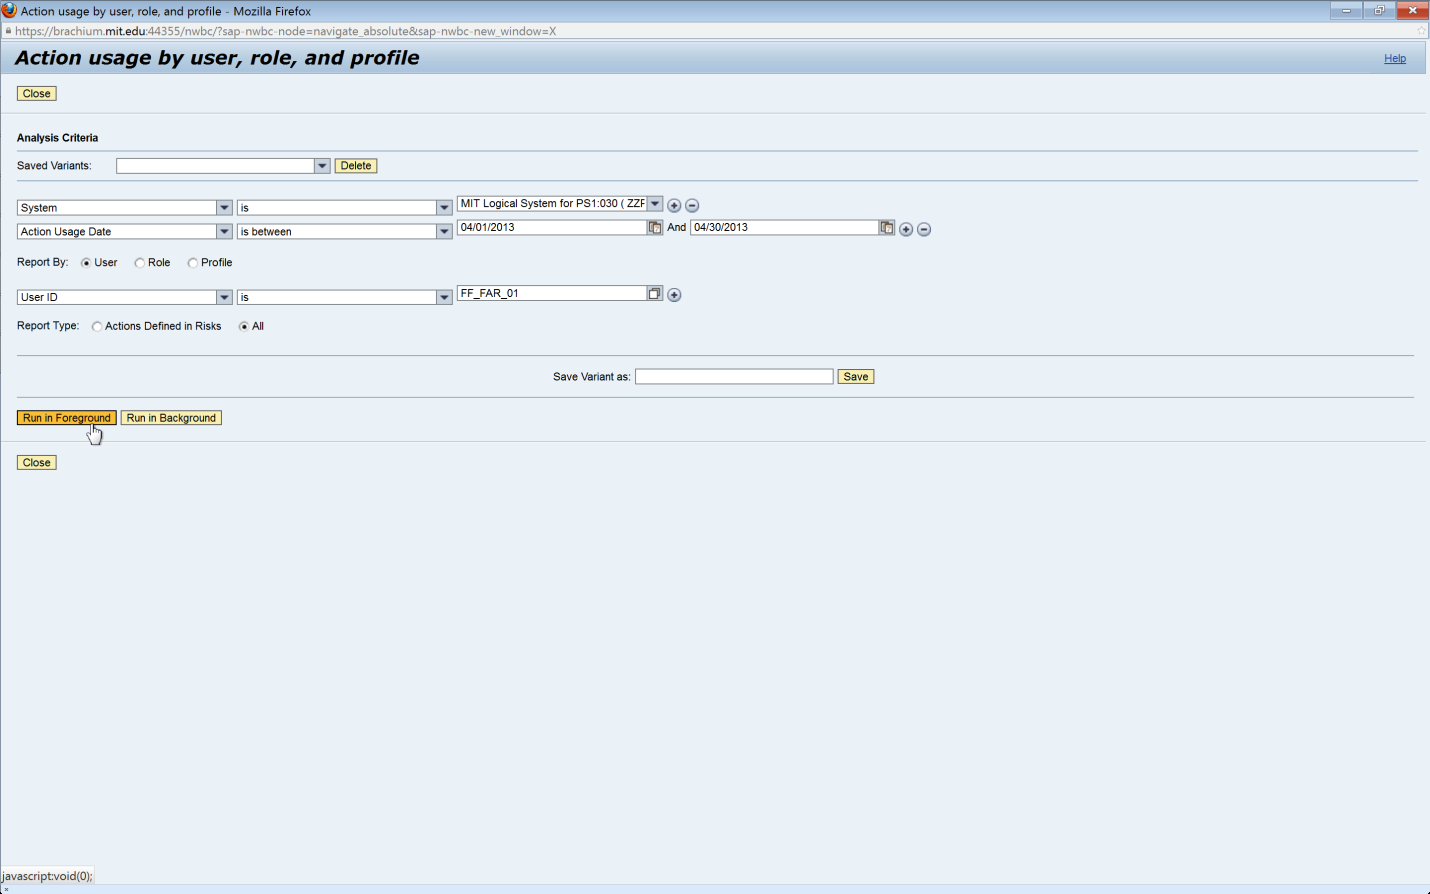 Action usage by user, role, and profile - Mozilla Firefox
https://brachium.mit.edu:44355/nwbc/?sap-nwbc-node=navigate_absolute&sap-nwbc-new_window=X
Action usage by user, role, and profile
Help
Close
Analysis Criteria
Saved Variants: Delete
System is MIT Logical System for PS1:030 ( ZZF
Action Usage Date is between 04/01/2013 And 04/30/2013
Report By: User Role Profile
User ID is FF_FAR_01
Report Type: Actions Defined in Risks All
Save Variant as: Save
Run in Foreground Run in Background
Close
javascript:void(0);